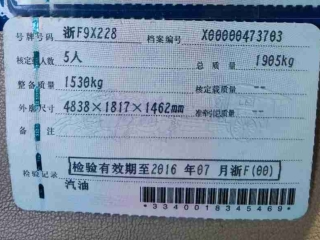 号牌号码 浙F9X228 档案编号 X00000473703
核定载人数 5人 总质量 1905kg
整备质量 1530kg 核定载质量 --
外廓尺寸 4838×1817×1462mm 准牵引总质量 --
备注
检验有效期至2016 年 07 月浙F(00)
检验记录
汽油
*3340018345469*